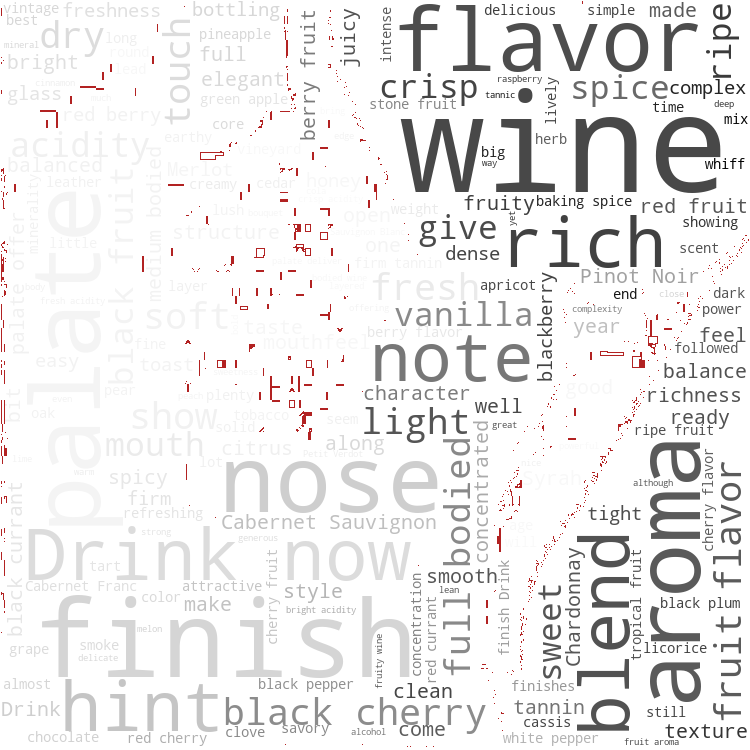 vintage
freshness
bottling
delicious
simple
made
ripe
best
dry
long
touch
pineapple
juicy
intense
flavor
mineral
bright
lead
full
elegant
crisp
raspberry
tannic
spice
complex
glass
green apple
berry fruit
stone fruit
lively
time
deep
mix
red berry
core
wine
herb
acidity
earthy
vineyard
big
way
whiff
balanced
Merlot
creamy
cedar
honey
leather
lush
open
weight
fruity
baking spice
red fruit
minerality
medium bodied
structure
one
give
yet
showing
palate offer
black fruit
little
firm tannin
dense
rich
scent
palate
layer
fresh
apricot
Pinot Noir
fresh acidity
end
close
dark
soft
taste
vanilla
blackberry
complexity
power
easy
fine
mouthfeel
berry flavor
year
feel
toast
note
followed
bit
pear
plenty
character
good
balance
oak
show
tobacco
seem
light
well
richness
solid
great
ready
mouth
citrus
along
ripe fruit
Petit Verdot
lot
nose
full bodied
concentrated
aroma
spicy
Syrah
although
cherry flavor
fruit flavor
firm
refreshing
black currant
Cabernet Sauvignon
tight
strong
generous
Drink now
blend
tart
smooth
Cabernet Franc
attractive
style
lean
finish Drink
sweet
Chardonnay
tropical fruit
color
make
bright acidity
cherry fruit
concentration
red currant
black plum
finish
melon
grape
smoke
fruity wine
licorice
delicate
almost
black pepper
clean
finishes
Drink
hint
black cherry
tannin
still
clove
savory
alcohol
come
cassis
texture
chocolate
red cherry
white pepper
fruit aroma